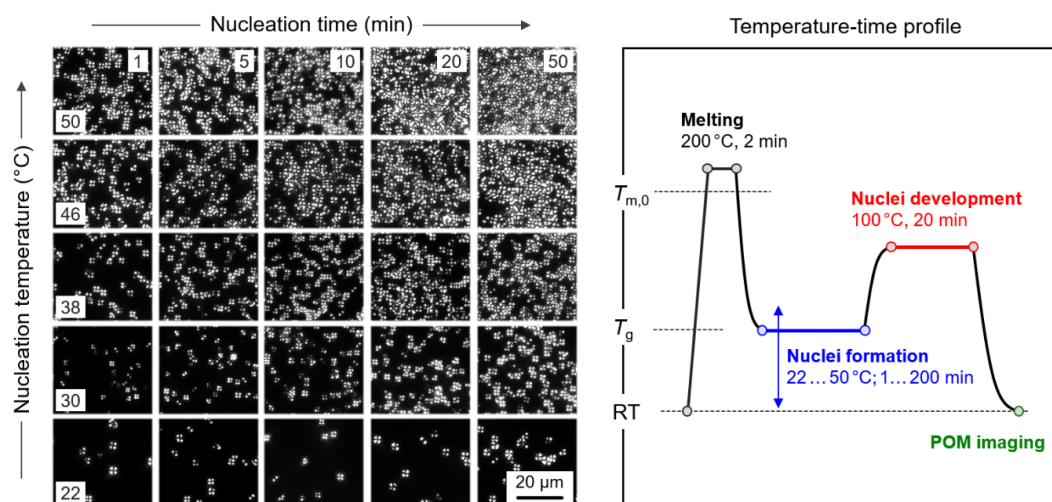 Nucleation time (min)
Nucleation temperature (°C)
1
5
10
20
50
50
46
38
30
22
20 µm
Temperature-time profile
Melting
200 °C, 2 min
Tm,0
Nuclei development
100 °C, 20 min
Tg
Nuclei formation
22 ... 50 °C; 1... 200 min
RT
POM imaging